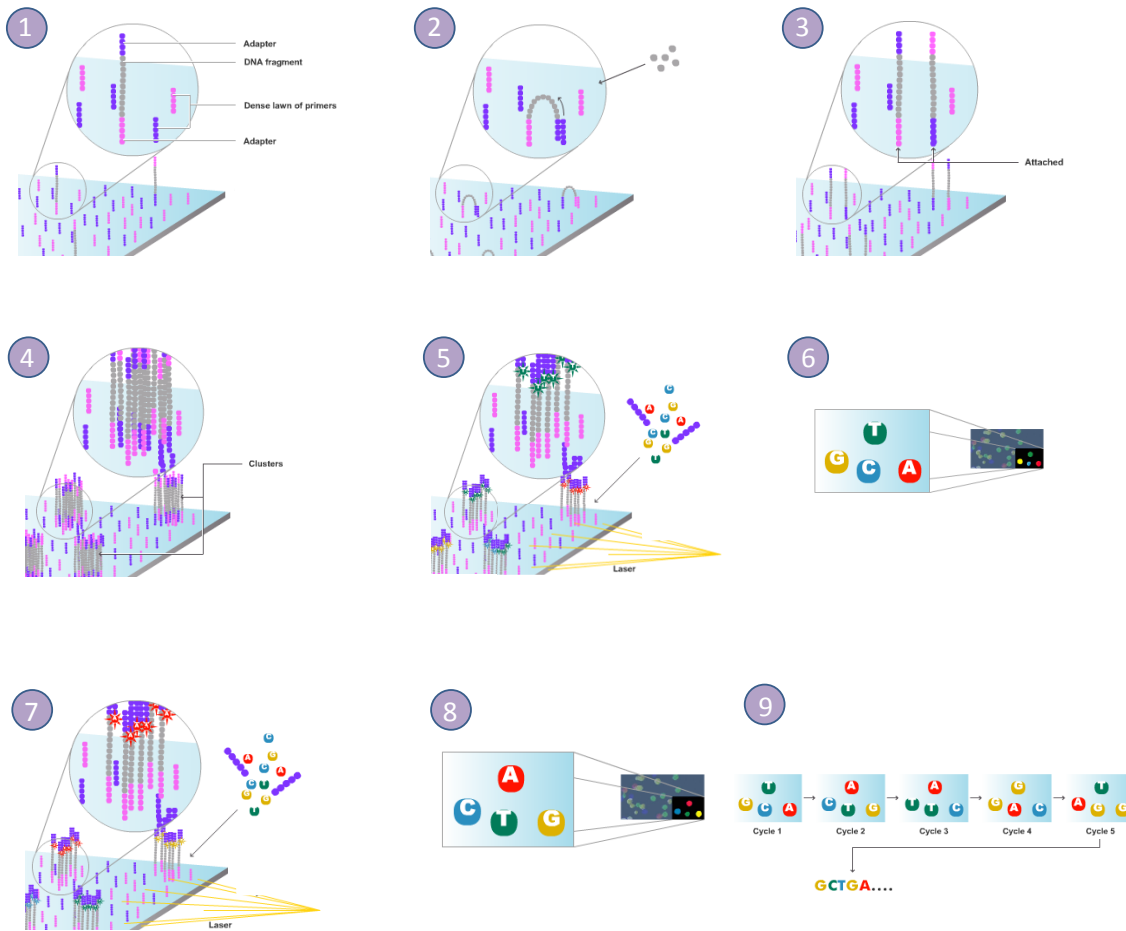 1
Adapter
DNA fragment
Dense lawn of primers
Adapter
2
3
Attached
4
Clusters
5
C
G
A
A
C
C T
G G
T
Laser
6
T
G C A
7
C
A G
A
C
C T
G G
T
Laser
8
A
C T G
9
T
G C A
Cycle 1
A
C T G
Cycle 2
A
T T C
Cycle 3
G
G A C
Cycle 4
T
A G G
Cycle 5
GCTGA....